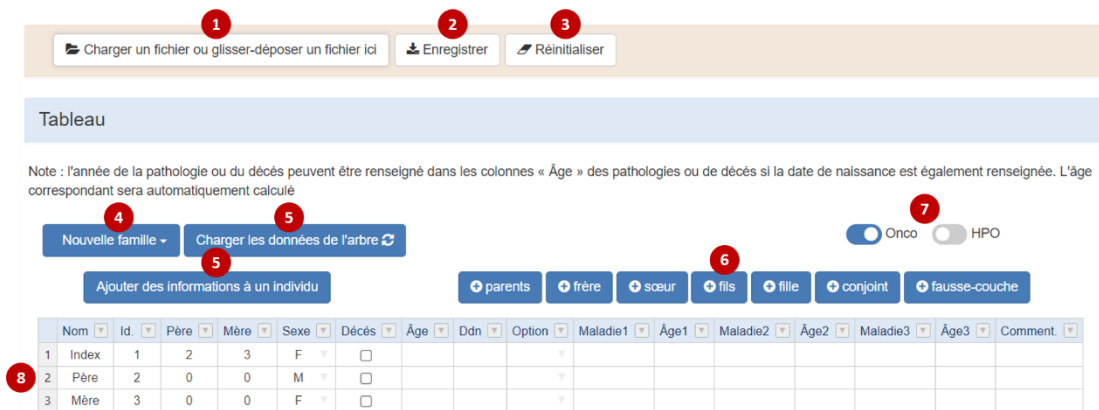 1 2 3
Charger un fichier ou glisser-déposer un fichier ici Enregistrer Réinitialiser
Tableau
Note : l'année de la pathologie ou du décés peuvent être renseigné dans les colonnes « Âge » des pathologies ou de décés si la date de naissance est également renseignée. L'âge
correspondant sera automatiquement calculé
4 5 7
Nouvelle famille Charger les données de l'arbre Onco HPO
5 6
Ajouter des informations à un individu parents frère sœur fils fille conjoint fausse-couche
Nom Id. Père Mère Sexe Décés Âge Ddn Option Maladie1 Âge1 Maladie2 Âge2 Maladie3 Âge3 Comment.
1 Index 1 2 3 F
8 2 Père 2 0 0 M
3 Mère 3 0 0 F